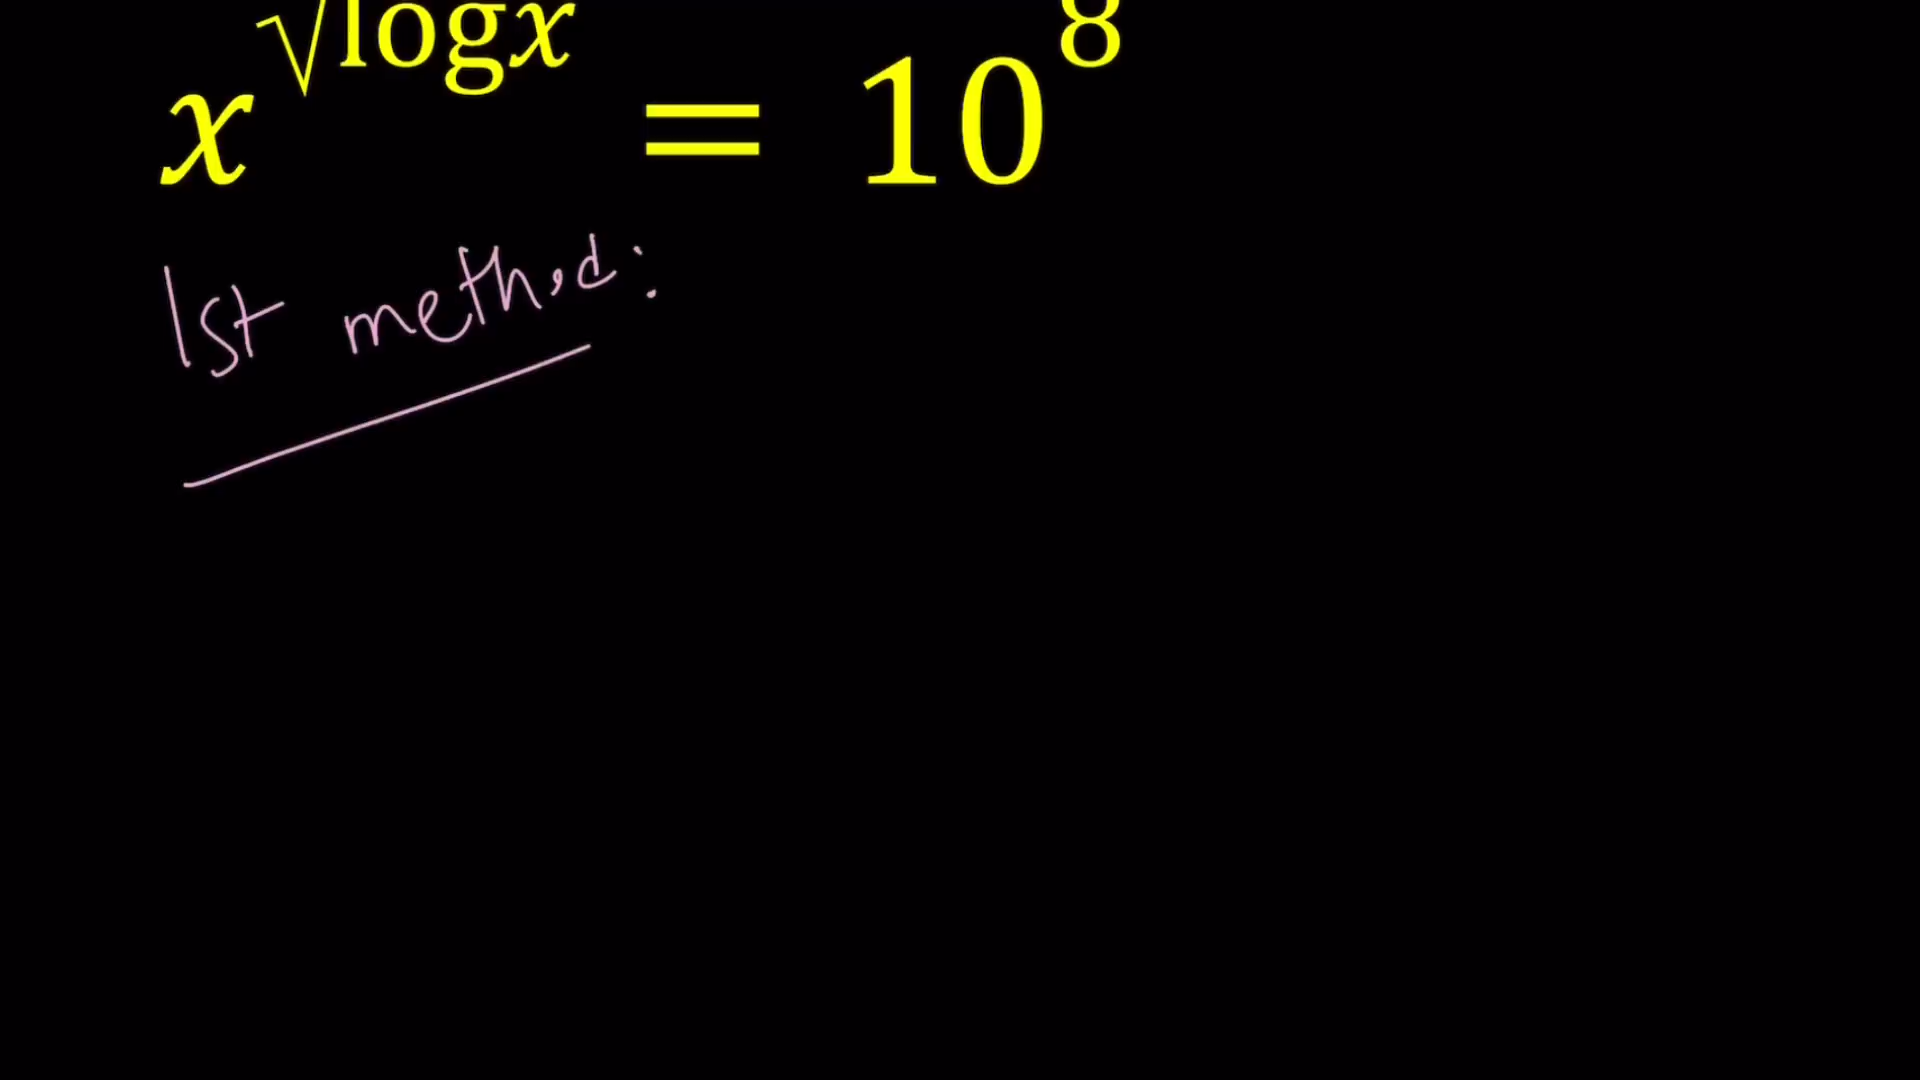 x^√logx = 10^8
1st method: